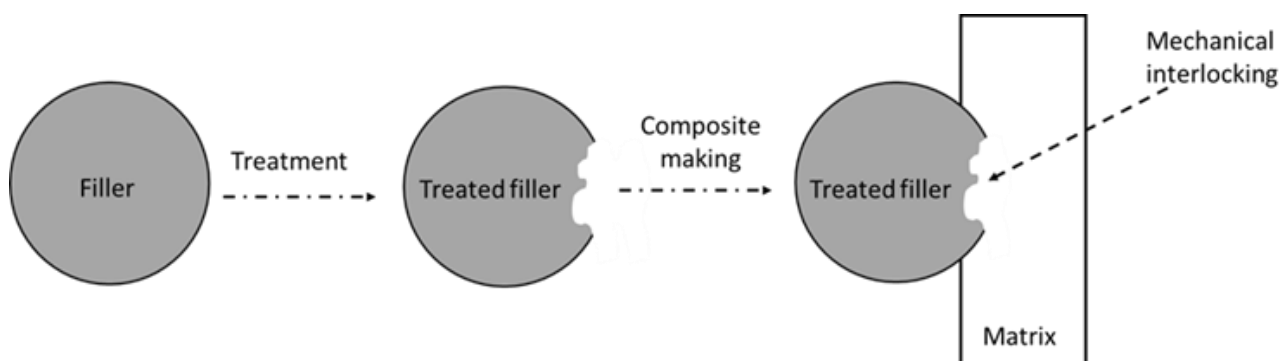 Filler
Treatment
Treated filler
Composite
making
Treated filler
Mechanical
interlocking
Matrix